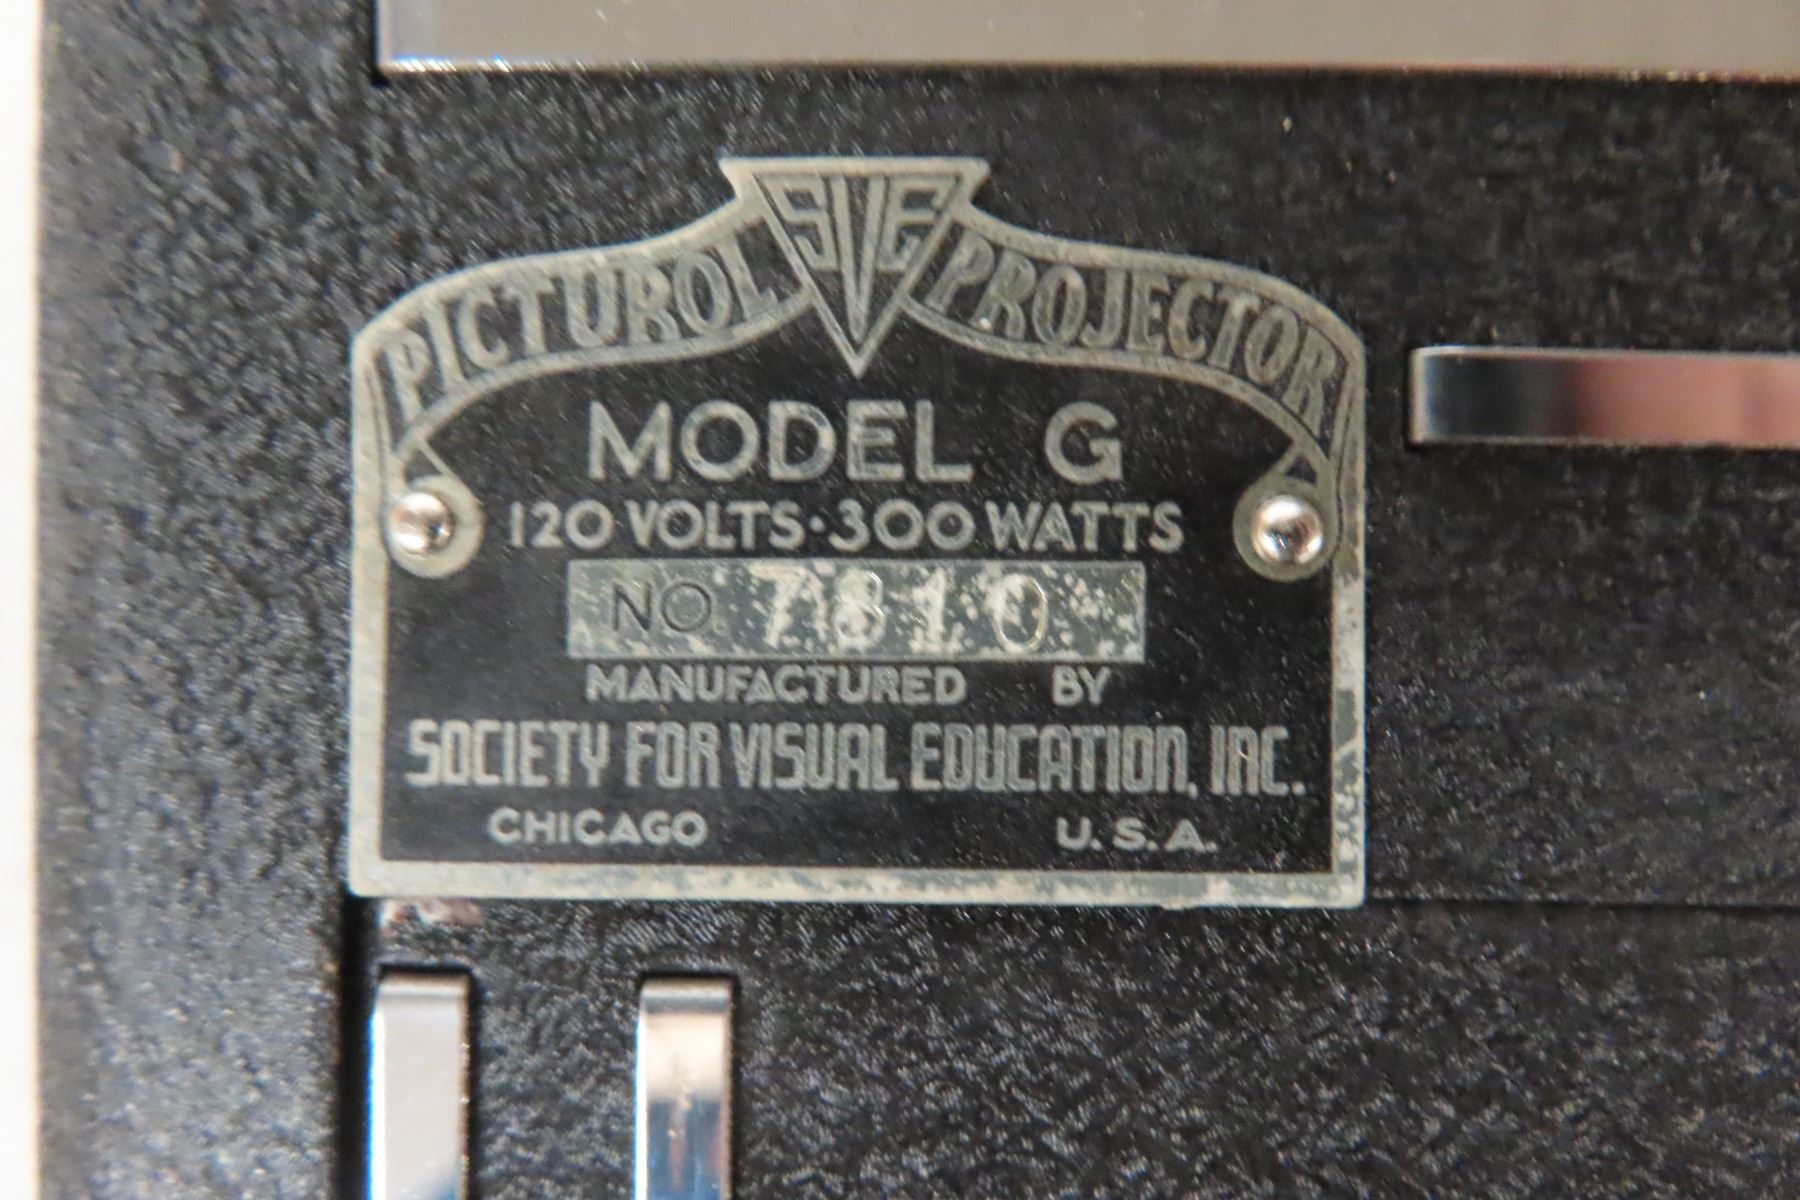 PICTUROL SVE PROJECTOR
MODEL G
120 VOLTS · 300 WATTS
NO. 7810
MANUFACTURED BY
SOCIETY FOR VISUAL EDUCATION, INC.
CHICAGO U.S.A.